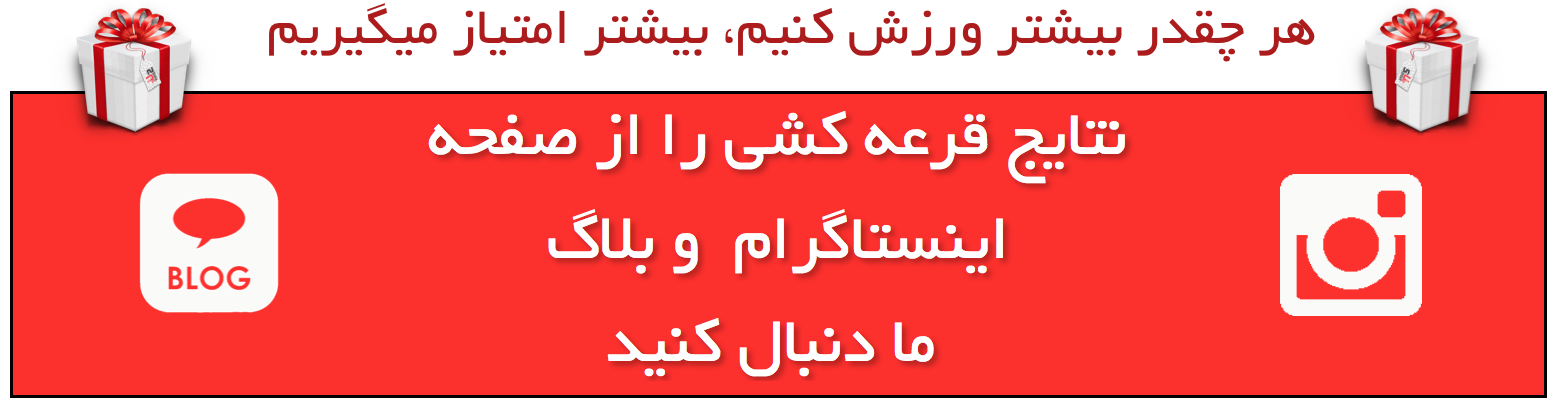 هر چقدر بیشتر ورزش کنیم، بیشتر امتیاز میگیریم
نتایج قرعه کشی را از صفحه
اینستاگرام و بلاگ
ما دنبال کنید
BLOG